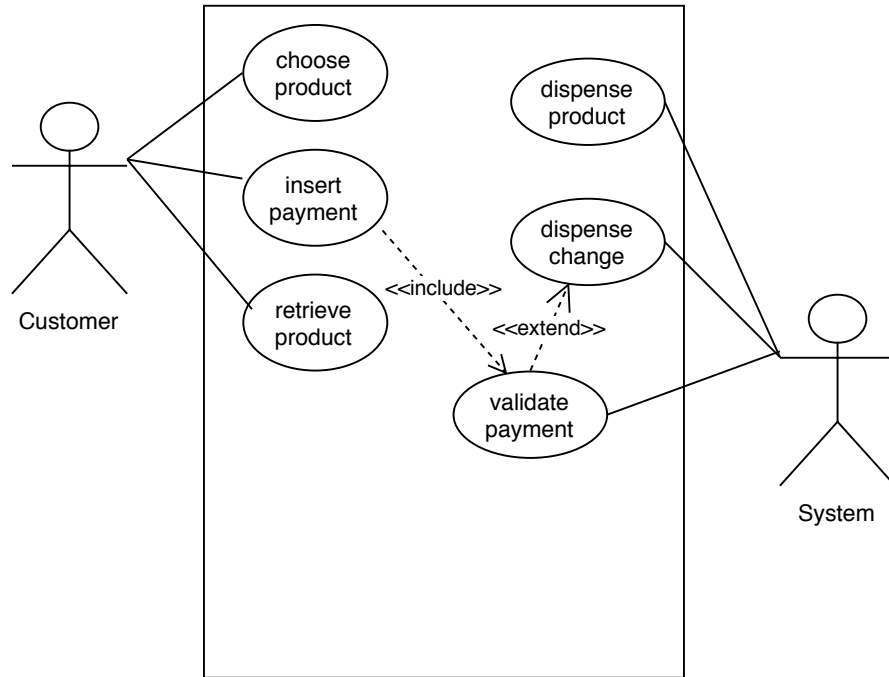 choose
product
dispense
product
insert
payment
dispense
change
<<include>>
Customer
retrieve
product
<<extend>>
validate
payment
System